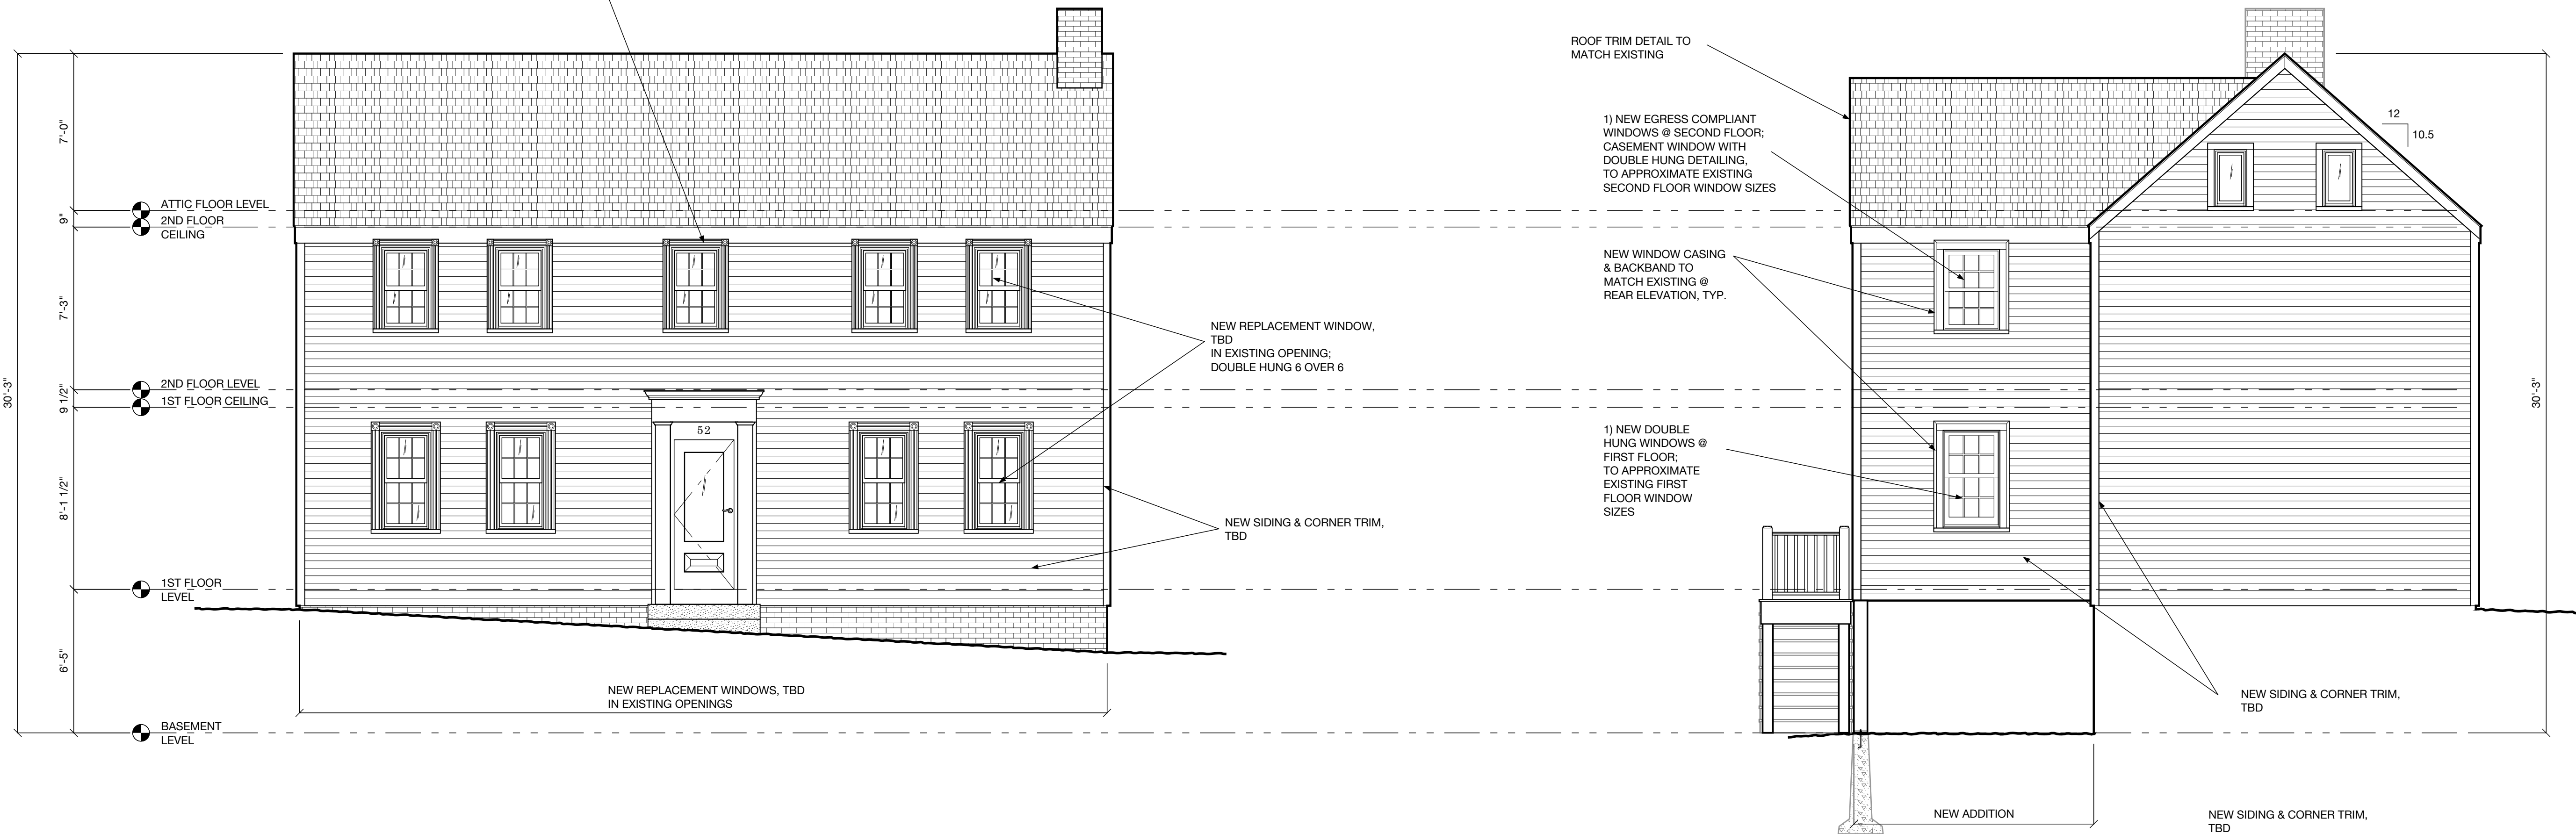 30'-3"
7'-0"
9"
7'-3"
9 1/2"
8'-1 1/2"
6'-5"
ATTIC FLOOR LEVEL
2ND FLOOR
CEILING
2ND FLOOR LEVEL
1ST FLOOR CEILING
1ST FLOOR
LEVEL
BASEMENT
LEVEL
52
NEW REPLACEMENT WINDOW,
TBD
IN EXISTING OPENING;
DOUBLE HUNG 6 OVER 6
NEW SIDING & CORNER TRIM,
TBD
NEW REPLACEMENT WINDOWS, TBD
IN EXISTING OPENINGS
ROOF TRIM DETAIL TO
MATCH EXISTING
1) NEW EGRESS COMPLIANT
WINDOWS @ SECOND FLOOR;
CASEMENT WINDOW WITH
DOUBLE HUNG DETAILING,
TO APPROXIMATE EXISTING
SECOND FLOOR WINDOW SIZES
NEW WINDOW CASING
& BACKBAND TO
MATCH EXISTING @
REAR ELEVATION, TYP.
1) NEW DOUBLE
HUNG WINDOWS @
FIRST FLOOR;
TO APPROXIMATE
EXISTING FIRST
FLOOR WINDOW
SIZES
12
10.5
30'-3"
NEW SIDING & CORNER TRIM,
TBD
NEW ADDITION
NEW SIDING & CORNER TRIM,
TBD